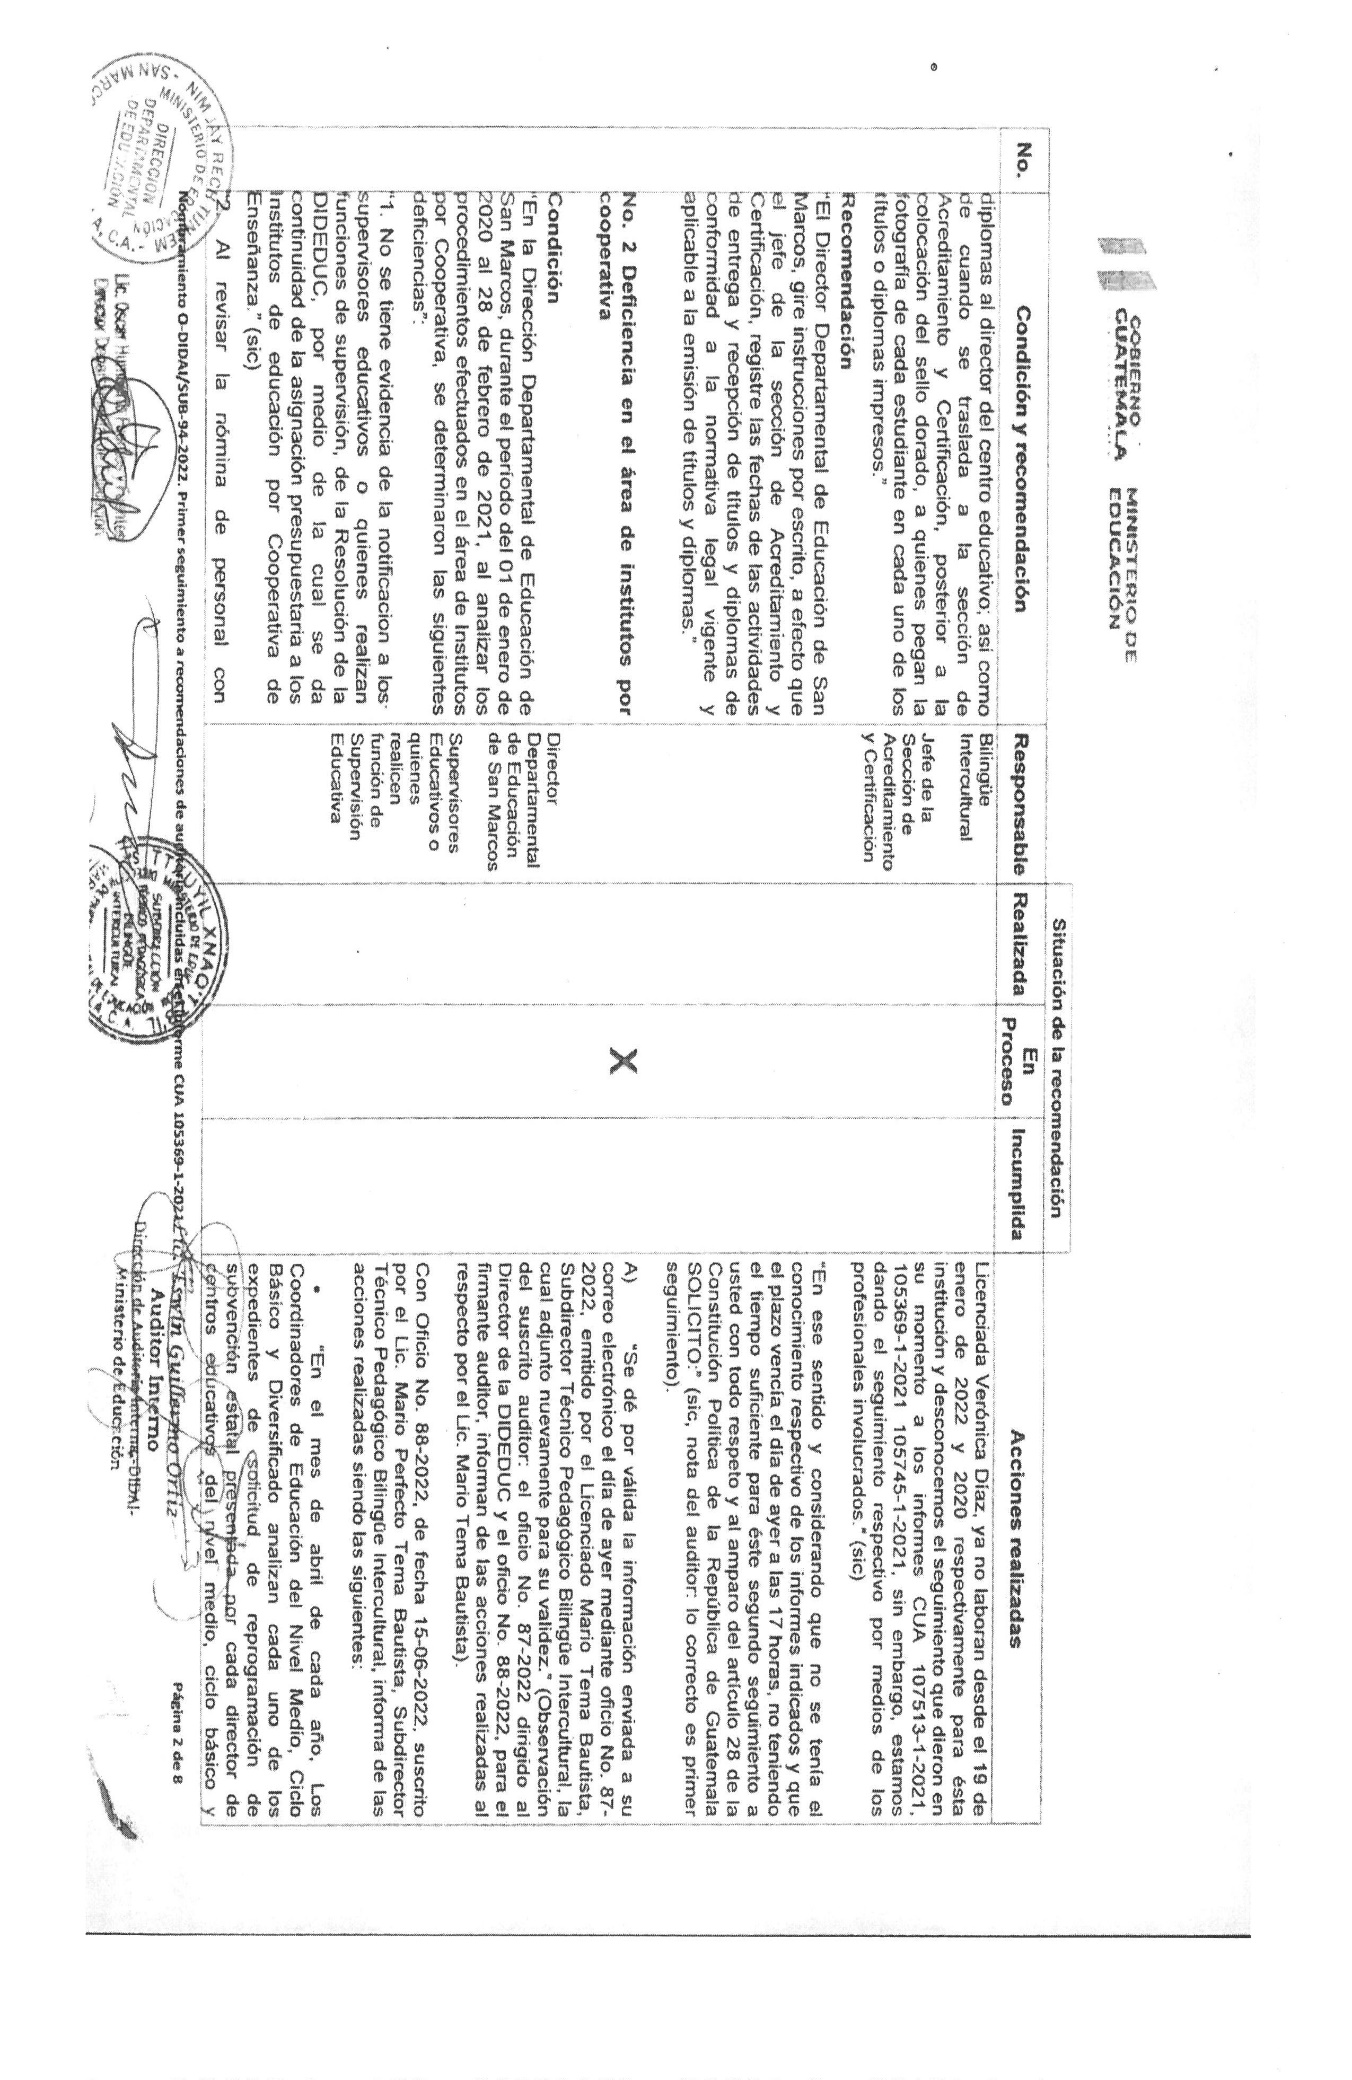 GOBIERNO
GUATEMALA
MINISTERIO DE
EDUCACIÓN
Situación de la recomendación
No.
Condición y recomendación
Responsable
Realizada
En
Proceso
Incumplida
Acciones realizadas
diplomas al director del centro educativo; así como
de cuando se traslada a la sección de
Acreditamiento y Certificación, posterior a la
colocación del sello dorado, a quienes pegan la
fotografía de cada estudiante en cada uno de los
títulos o diplomas impresos."
Recomendación
"El Director Departamental de Educación de San
Marcos, gire instrucciones por escrito, a efecto que
el jefe de la sección de Acreditamiento y
Certificación, registre las fechas de las actividades
de entrega y recepción de títulos y diplomas de
conformidad a la normativa legal vigente y
aplicable a la emisión de títulos y diplomas."
No. 2 Deficiencia en el área de institutos por
cooperativa
Condición
"En la Dirección Departamental de Educación de
San Marcos, durante el período del 01 de enero de
2020 al 28 de febrero de 2021, al analizar los
procedimientos efectuados en el área de Institutos
por Cooperativa, se determinaron las siguientes
deficiencias":
"1. No se tiene evidencia de la notificacion a los
supervisores educativos o quienes realizan
funciones de supervisión, de la Resolución de la
DIDEDUC, por medio de la cual se da
continuidad de la asignación presupuestaria a los
Institutos de educación por Cooperativa de
Enseñanza." (sic)
"2. Al revisar la nómina de personal con
Bilingüe
Intercultural
Jefe de la
Sección de
Acreditamiento
y Certificación
Director
Departamental
de Educación
de San Marcos
Supervisores
Educativos o
quienes
realicen
función de
Supervisión
Educativa
X
Licenciada Verónica Díaz, ya no laboran desde el 19 de
enero de 2022 y 2020 respectivamente para ésta
institución y desconocemos el seguimiento que dieron en
su momento a los informes CUA 107513-1-2021,
105369-1-2021 105745-1-2021, sin embargo, estamos
dando el seguimiento respectivo por medios de los
profesionales involucrados." (sic)
"En ese sentido y considerando que no se tenía el
conocimiento respectivo de los informes indicados y que
el plazo vencía el día de ayer a las 17 horas, no teniendo
el tiempo suficiente para éste segundo seguimiento a
usted con todo respeto y al amparo del artículo 28 de la
Constitución Política de la República de Guatemala
SOLICITO:" (sic, nota del auditor: lo correcto es primer
seguimiento).
A) "Se dé por válida la información enviada a su
correo electrónico el día de ayer mediante oficio No. 87-
2022, emitido por el Licenciado Mario Tema Bautista,
Subdirector Técnico Pedagógico Bilingüe Intercultural, la
cual adjunto nuevamente para su validez." (Observación
del suscrito auditor: el oficio No. 87-2022 dirigido al
Director de la DIDEDUC y el oficio No. 88-2022, para el
firmante auditor, informan de las acciones realizadas al
respecto por el Lic. Mario Tema Bautista).
Con Oficio No. 88-2022, de fecha 15-06-2022, suscrito
por el Lic. Mario Perfecto Tema Bautista, Subdirector
Técnico Pedagógico Bilingüe Intercultural, informa de las
acciones realizadas siendo las siguientes:
• "En el mes de abril de cada año, Los
Coordinadores de Educación del Nivel Medio, Ciclo
Básico y Diversificado analizan cada uno de los
expedientes de solicitud de reprogramación de
subvención estatal presentada por cada director de
centros educativos del nivel medio, ciclo básico y
Nombramiento O-DIDAI/SUB-94-2022. Primer seguimiento a recomendaciones de auditoría incluidas en el informe CUA 105369-1-2021
Página 2 de 8
Guillermo Ortiz
Auditor Interno
Dirección de Auditoría Interna -DIDAI-
Ministerio de Educación
DIRECCIÓN
DEPARTAMENTAL
DE EDUCACIÓN
SUBDIRECCIÓN
TÉCNICO PEDAGÓGICA
BILINGÜE
INTERCULTURAL